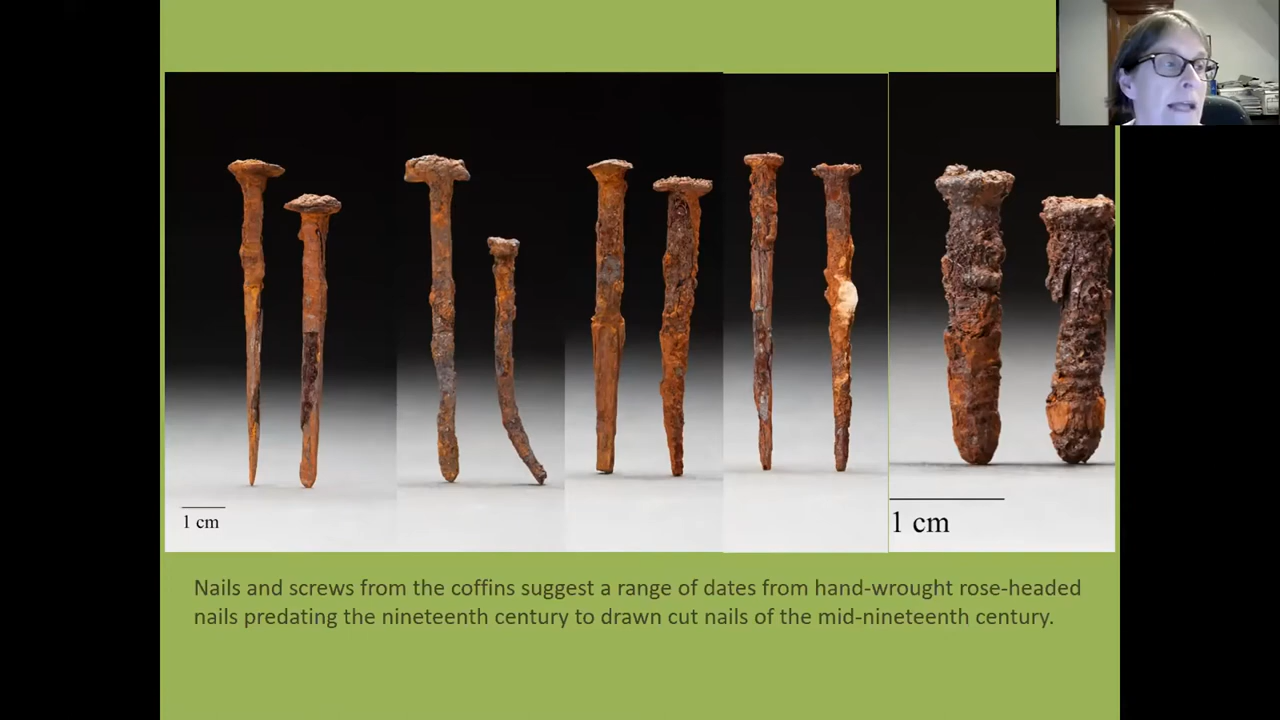 1 cm
1 cm
Nails and screws from the coffins suggest a range of dates from hand-wrought rose-headed
nails predating the nineteenth century to drawn cut nails of the mid-nineteenth century.